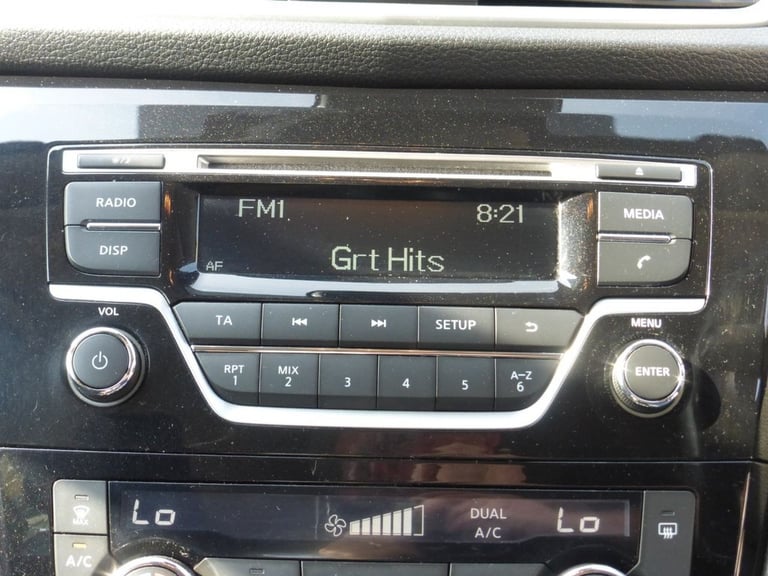 RADIO
DISP
FM1
8:21
AF
Grt Hits
MEDIA
VOL
TA
SETUP
MENU
RPT
1
MIX
2
3
4
5
A–Z
6
ENTER
MAX
A/C
Lo
DUAL
A/C
Lo